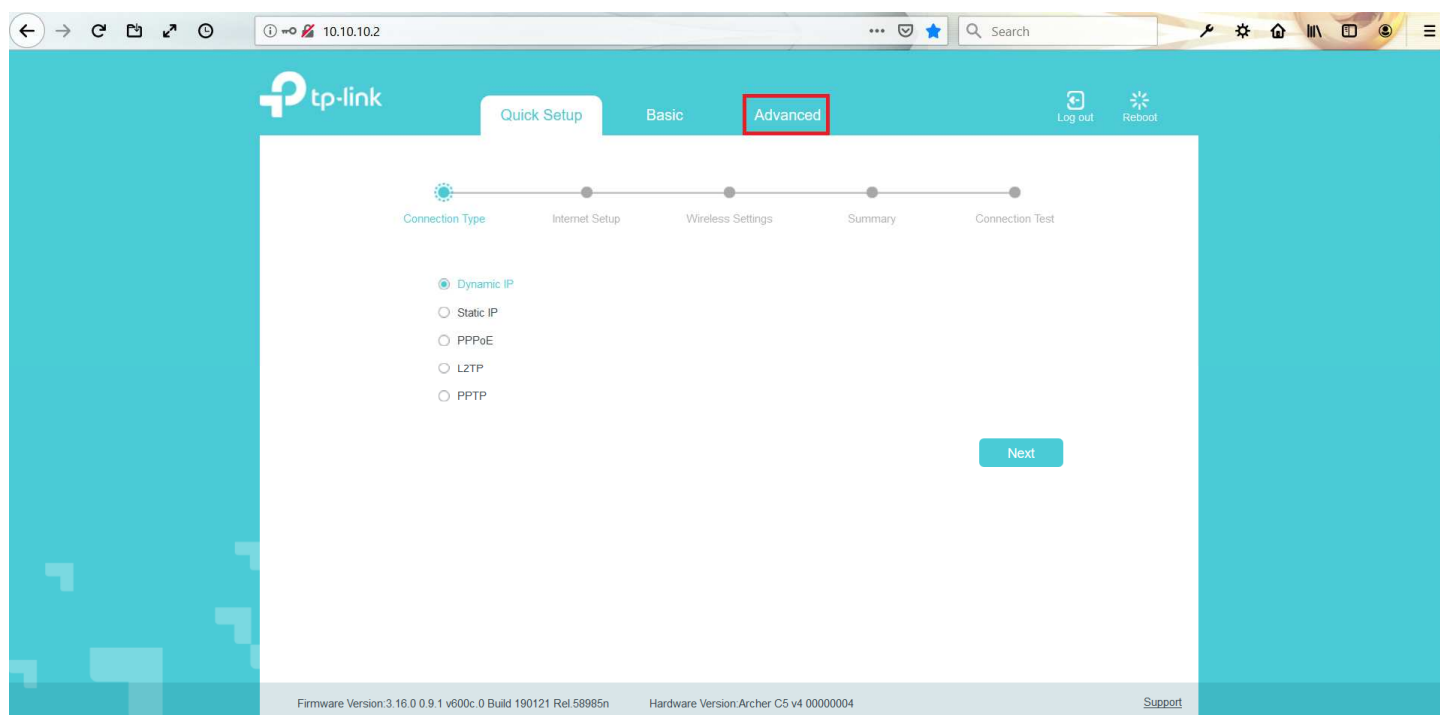 10.10.10.2
Search
tp-link
Quick Setup Basic Advanced
Log out Reboot
Connection Type Internet Setup Wireless Settings Summary Connection Test
Dynamic IP
Static IP
PPPoE
L2TP
PPTP
Next
Firmware Version:3.16.0 0.9.1 v600c.0 Build 190121 Rel.58985n Hardware Version:Archer C5 v4 00000004 Support